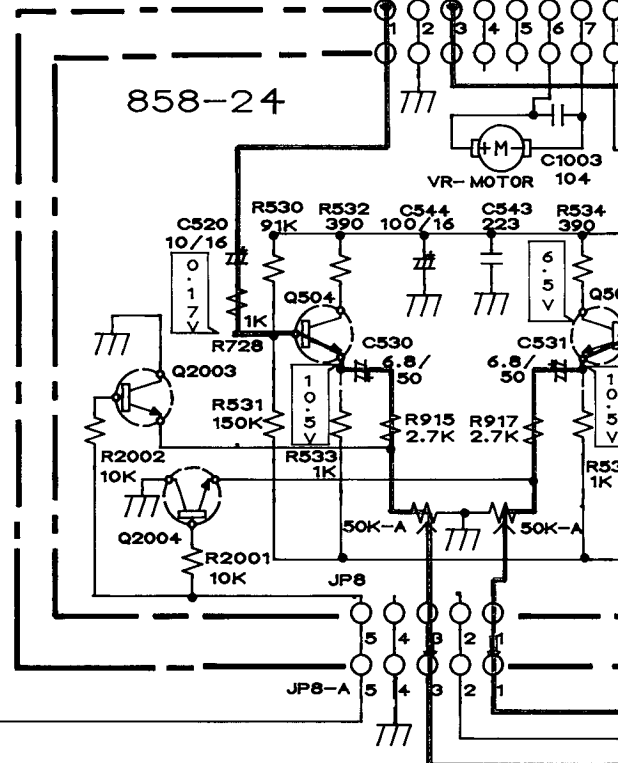 1 2 3 4 5 6 7
858-24
+M
C1003
104
VR-MOTOR
C520
10/16
R530
91K
R532
390
C544
100/16
C543
223
R534
390
0.17V
6.5V
Q504
1K
R728
C530
6.8/
50
C531
6.8/
50
Q2003
10.5V
10.5V
R531
150K
R915
2.7K
R917
2.7K
R2002
10K
R533
1K
1K
50K-A
50K-A
Q2004
R2001
10K
JP8
5 4 3 2 1
JP8-A
5 4 3 2 1